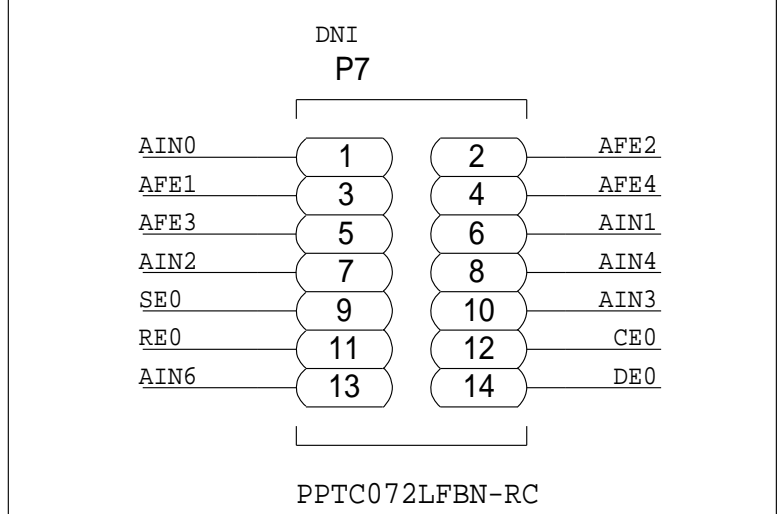 DNI
P7
AIN0 1 2 AFE2
AFE1 3 4 AFE4
AFE3 5 6 AIN1
AIN2 7 8 AIN4
SE0 9 10 AIN3
RE0 11 12 CE0
AIN6 13 14 DE0
PPTC072LFBN-RC